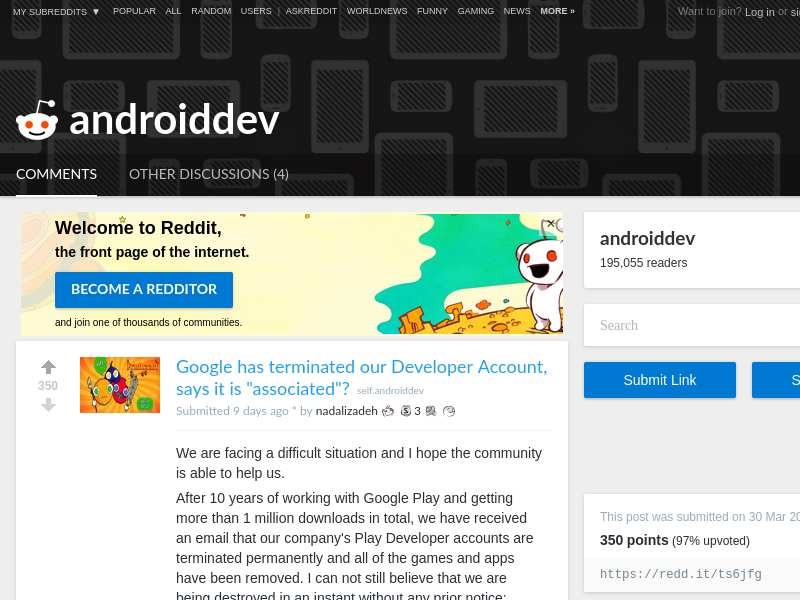 MY SUBREDDITS ▼ POPULAR ALL RANDOM USERS | ASKREDDIT WORLDNEWS FUNNY GAMING NEWS MORE » Want to join? Log in or
androiddev
COMMENTS OTHER DISCUSSIONS (4)
Welcome to Reddit,
the front page of the internet.
BECOME A REDDITOR
and join one of thousands of communities.
×
androiddev
195,055 readers
Search
Submit Link
350
Google has terminated our Developer Account,
says it is "associated"? self.androiddev
Submitted 9 days ago * by nadalizadeh 3
We are facing a difficult situation and I hope the community
is able to help us.
After 10 years of working with Google Play and getting
more than 1 million downloads in total, we have received
an email that our company's Play Developer accounts are
terminated permanently and all of the games and apps
have been removed. I can not still believe that we are
being destroyed in an instant without any prior notice:
This post was submitted on 30 Mar
350 points (97% upvoted)
https://redd.it/ts6jfg